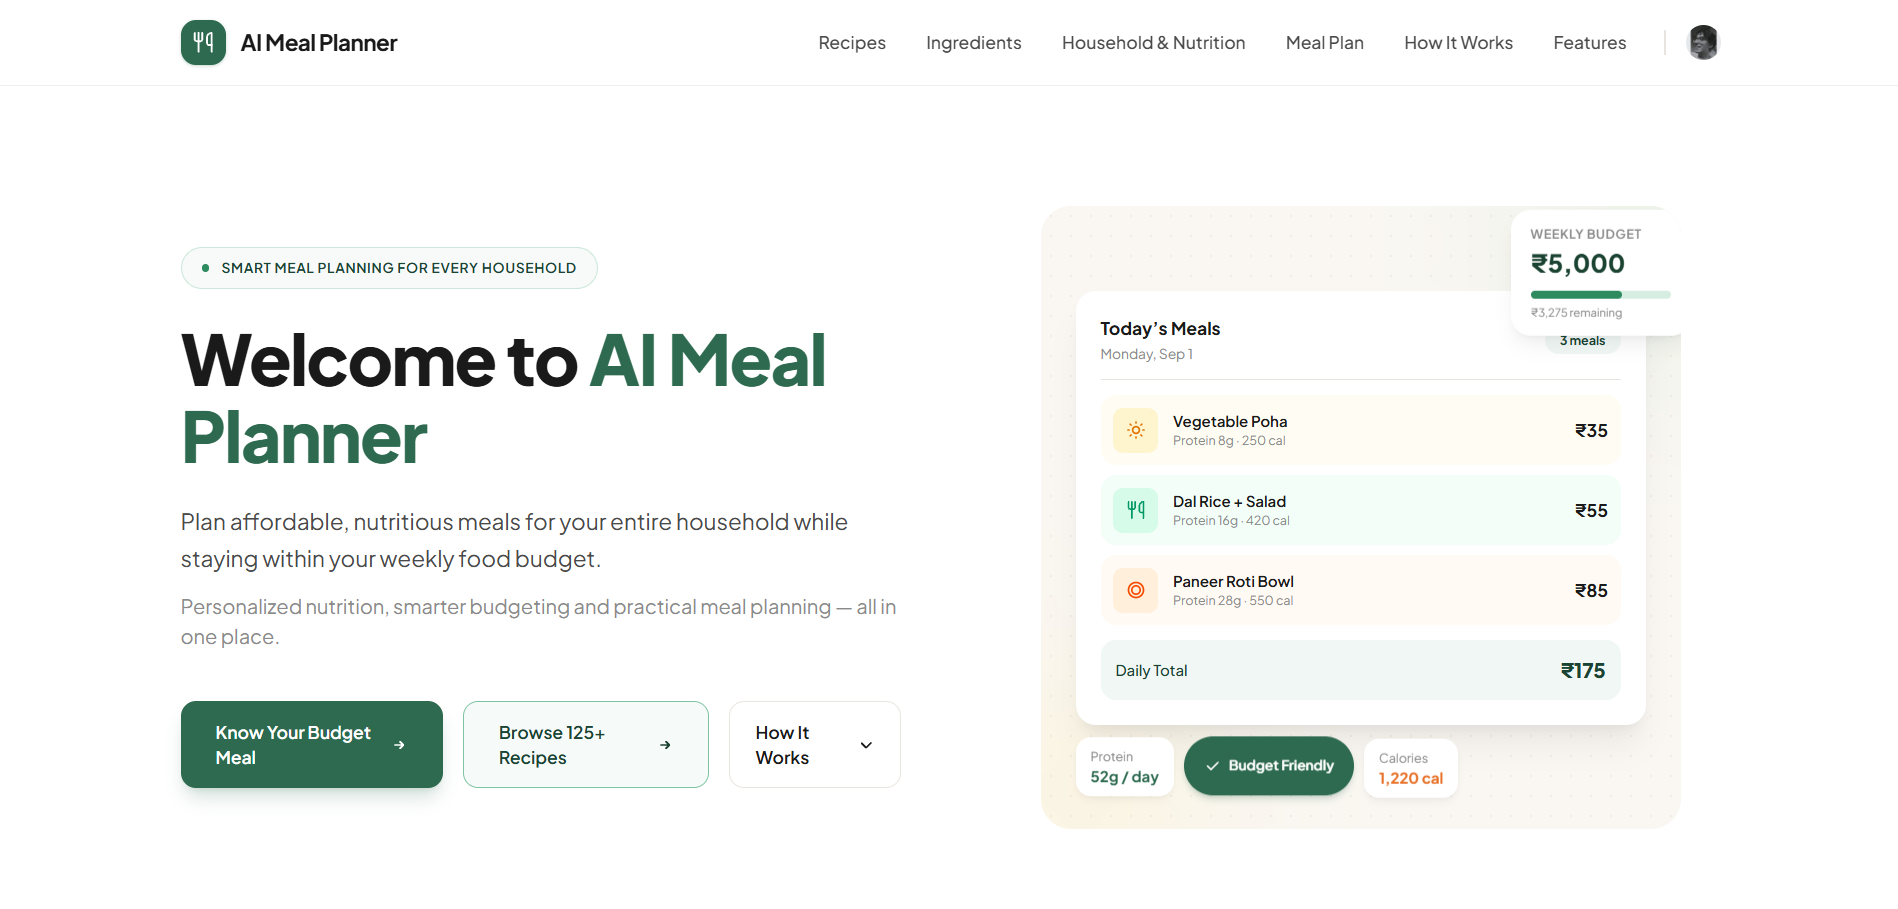 AI Meal Planner
Recipes
Ingredients
Household & Nutrition
Meal Plan
How It Works
Features
SMART MEAL PLANNING FOR EVERY HOUSEHOLD
Welcome to AI Meal
Planner
Plan affordable, nutritious meals for your entire household while
staying within your weekly food budget.
Personalized nutrition, smarter budgeting and practical meal planning — all in
one place.
Know Your Budget
Meal
Browse 125+
Recipes
How It
Works
WEEKLY BUDGET
₹5,000
₹3,275 remaining
Today’s Meals
Monday, Sep 1
3 meals
Vegetable Poha
Protein 8g · 250 cal
₹35
Dal Rice + Salad
Protein 16g · 420 cal
₹55
Paneer Roti Bowl
Protein 28g · 550 cal
₹85
Daily Total
₹175
Protein
52g / day
Budget Friendly
Calories
1,220 cal